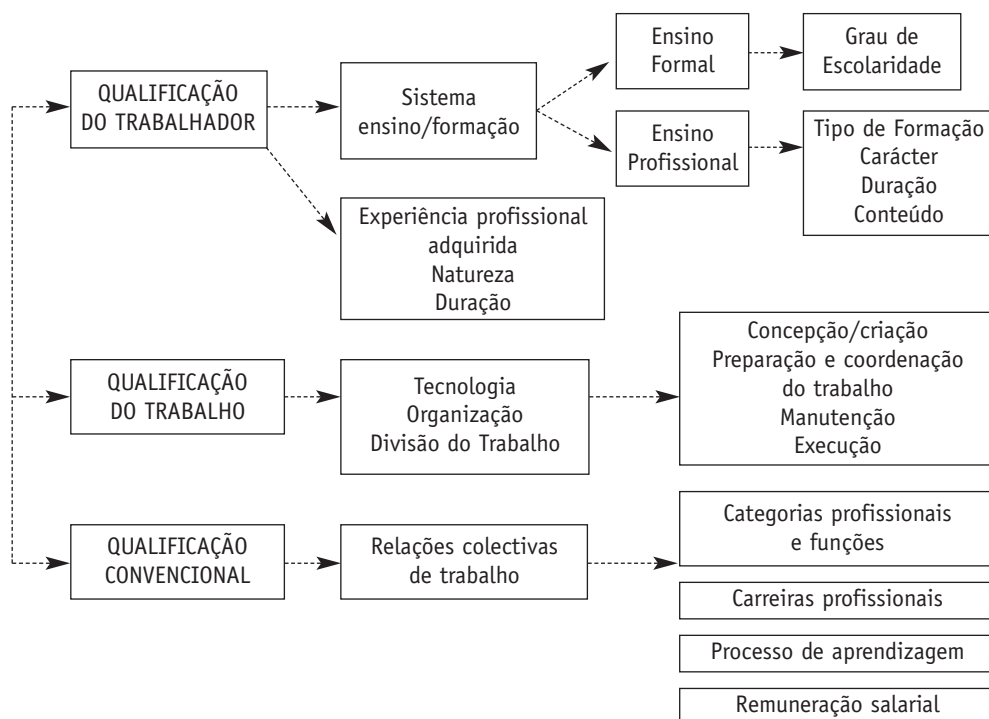 QUALIFICAÇÃO
DO TRABALHADOR
Sistema
ensino/formação
Ensino
Formal
Grau de
Escolaridade
Ensino
Profissional
Tipo de Formação
Carácter
Duração
Conteúdo
Experiência profissional
adquirida
Natureza
Duração
QUALIFICAÇÃO
DO TRABALHO
Tecnologia
Organização
Divisão do Trabalho
Concepção/criação
Preparação e coordenação
do trabalho
Manutenção
Execução
QUALIFICAÇÃO
CONVENCIONAL
Relações colectivas
de trabalho
Categorias profissionais
e funções
Carreiras profissionais
Processo de aprendizagem
Remuneração salarial